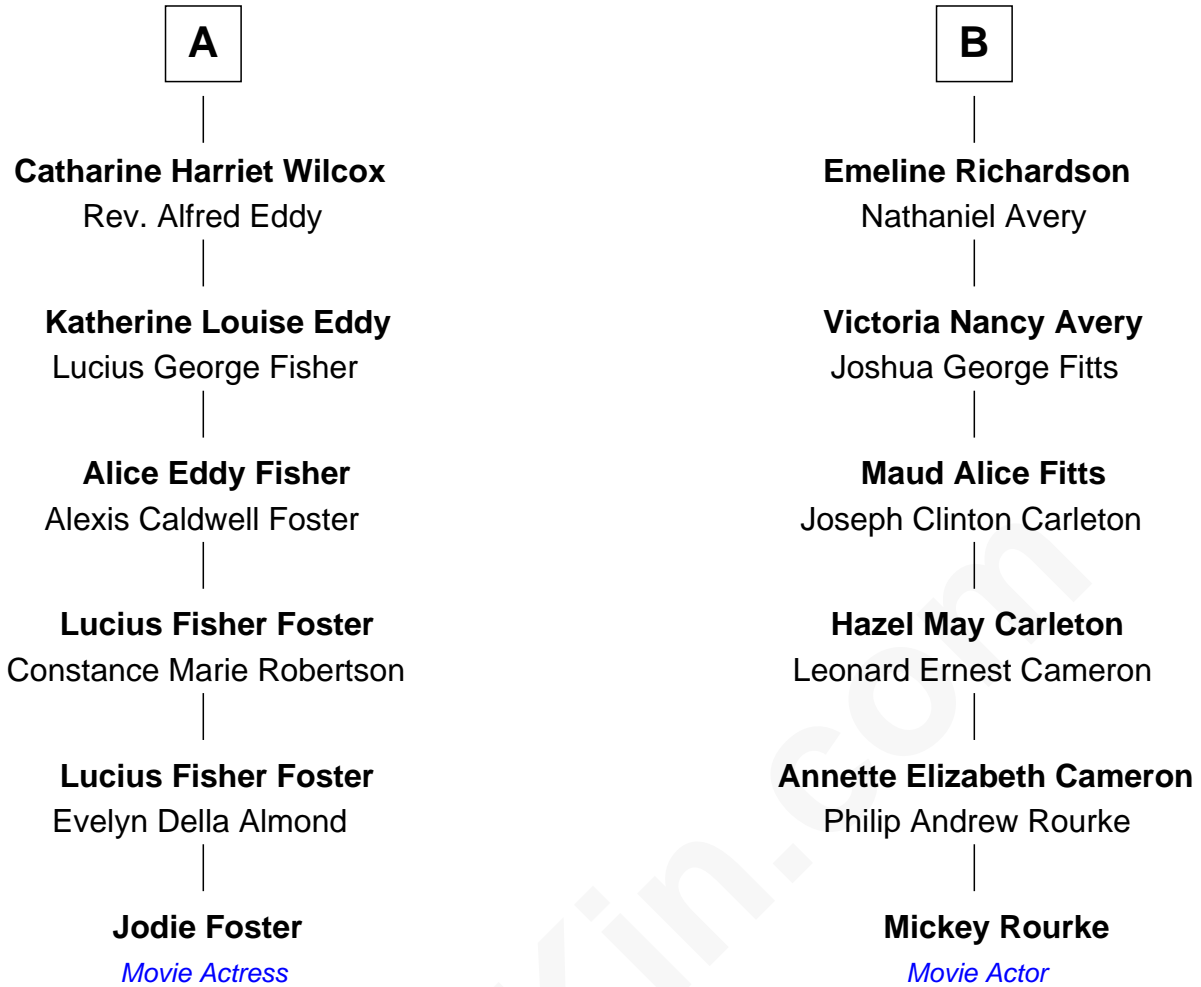 A
Catharine Harriet Wilcox
Rev. Alfred Eddy
Katherine Louise Eddy
Lucius George Fisher
Alice Eddy Fisher
Alexis Caldwell Foster
Lucius Fisher Foster
Constance Marie Robertson
Lucius Fisher Foster
Evelyn Della Almond
Jodie Foster
Movie Actress
B
Emeline Richardson
Nathaniel Avery
Victoria Nancy Avery
Joshua George Fitts
Maud Alice Fitts
Joseph Clinton Carleton
Hazel May Carleton
Leonard Ernest Cameron
Annette Elizabeth Cameron
Philip Andrew Rourke
Mickey Rourke
Movie Actor
Kin.com